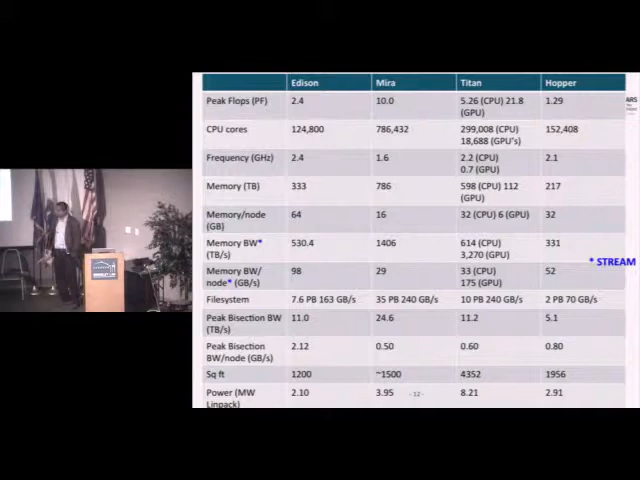 Edison Mira Titan Hopper
Peak Flops (PF) 2.4 10.0 5.26 (CPU) 21.8 (GPU) 1.29
CPU cores 124,800 786,432 299,008 (CPU) 18,688 (GPU's) 152,408
Frequency (GHz) 2.4 1.6 2.2 (CPU) 0.7 (GPU) 2.1
Memory (TB) 333 786 598 (CPU) 112 (GPU) 217
Memory/node (GB) 64 16 32 (CPU) 6 (GPU) 32
Memory BW* (TB/s) 530.4 1406 614 (CPU) 3,270 (GPU) 331
* STREAM
Memory BW/node* (GB/s) 98 29 33 (CPU) 175 (GPU) 52
Filesystem 7.6 PB 163 GB/s 35 PB 240 GB/s 10 PB 240 GB/s 2 PB 70 GB/s
Peak Bisection BW (TB/s) 11.0 24.6 11.2 5.1
Peak Bisection BW/node (GB/s) 2.12 0.50 0.60 0.80
Sq ft 1200 ~1500 4352 1956
Power (MW Linpack) 2.10 3.95 8.21 2.91
- 12 -